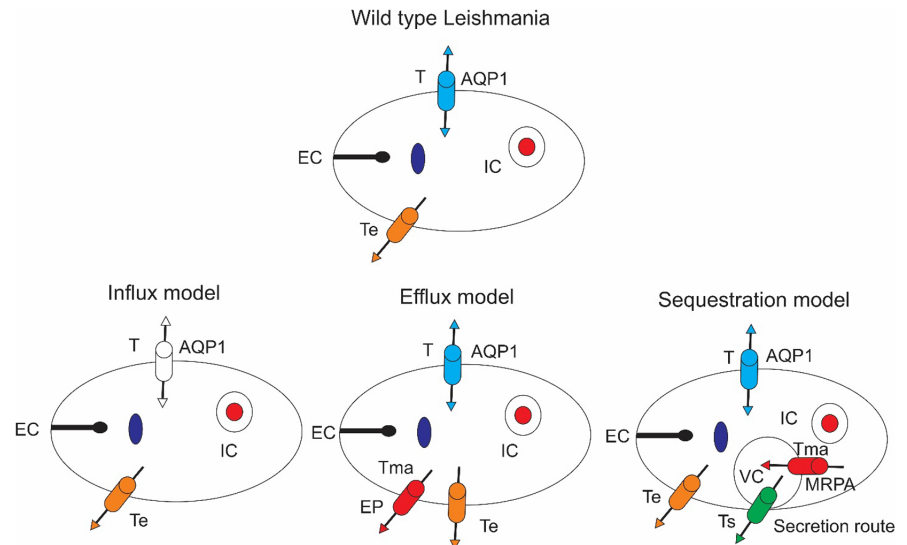 Wild type Leishmania
T
AQP1
EC
IC
Te
Influx model
T
AQP1
EC
IC
Te
Efflux model
T
AQP1
EC
IC
Tma
EP
Te
Sequestration model
T
AQP1
EC
IC
Tma
VC
MRPA
Te
Ts
Secretion route